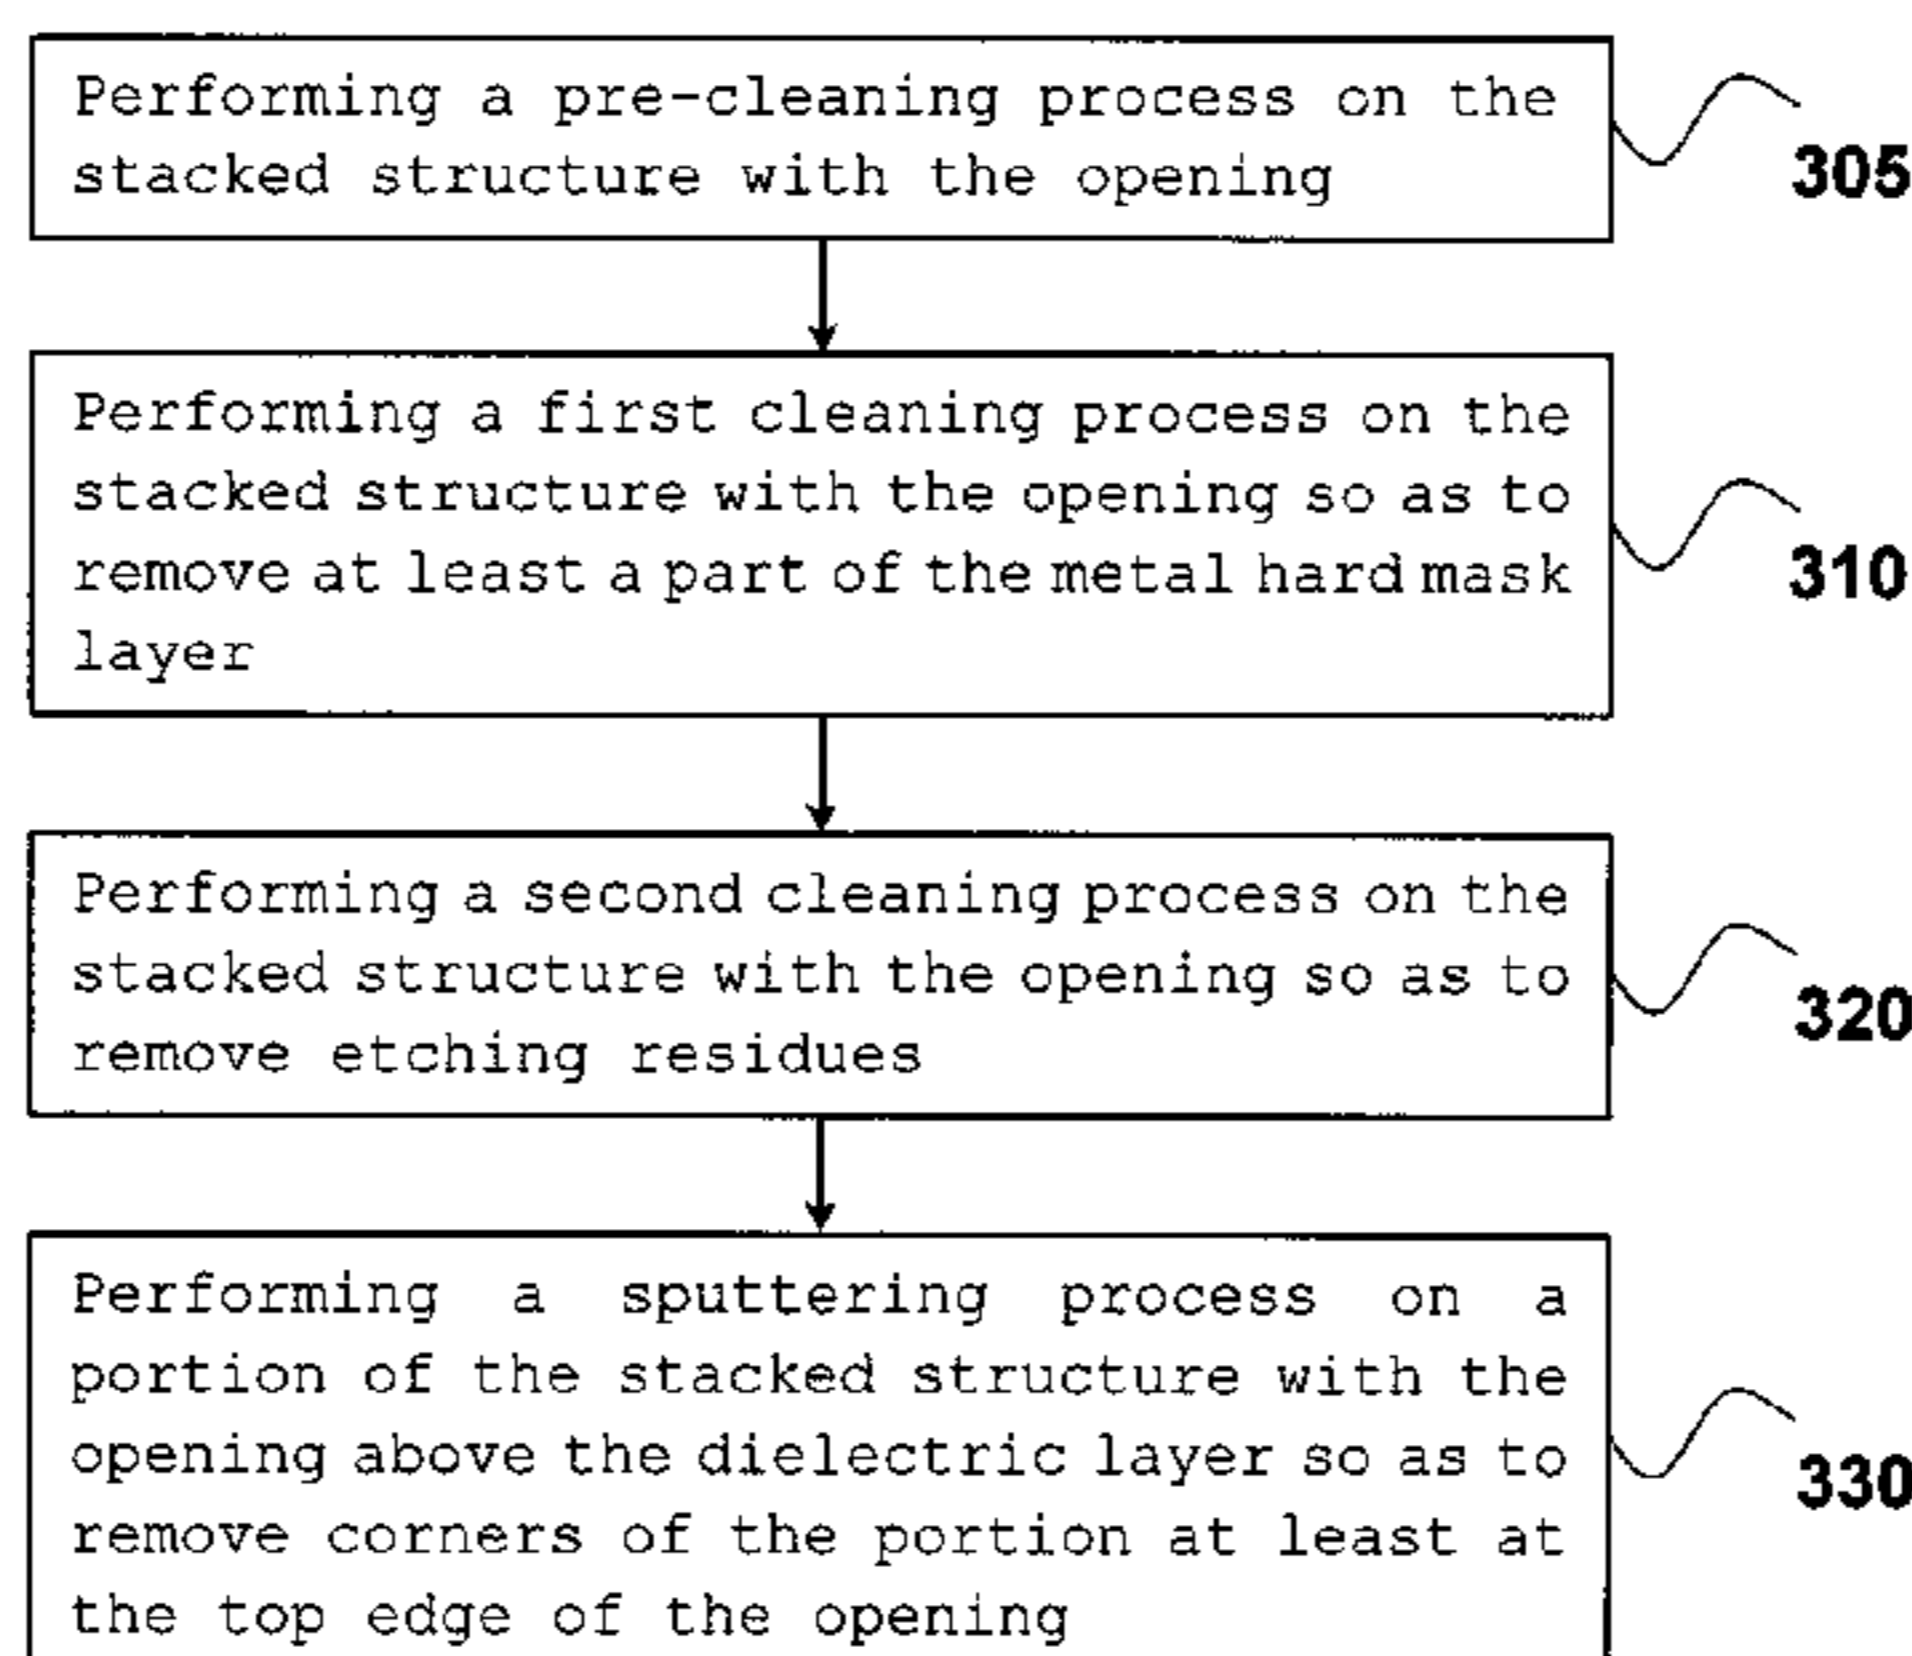 Performing a pre-cleaning process on the
stacked structure with the opening
305
Performing a first cleaning process on the
stacked structure with the opening so as to
remove at least a part of the metal hard mask
layer
310
Performing a second cleaning process on the
stacked structure with the opening so as to
remove etching residues
320
Performing a sputtering process on a
portion of the stacked structure with the
opening above the dielectric layer so as to
remove corners of the portion at least at
the top edge of the opening
330